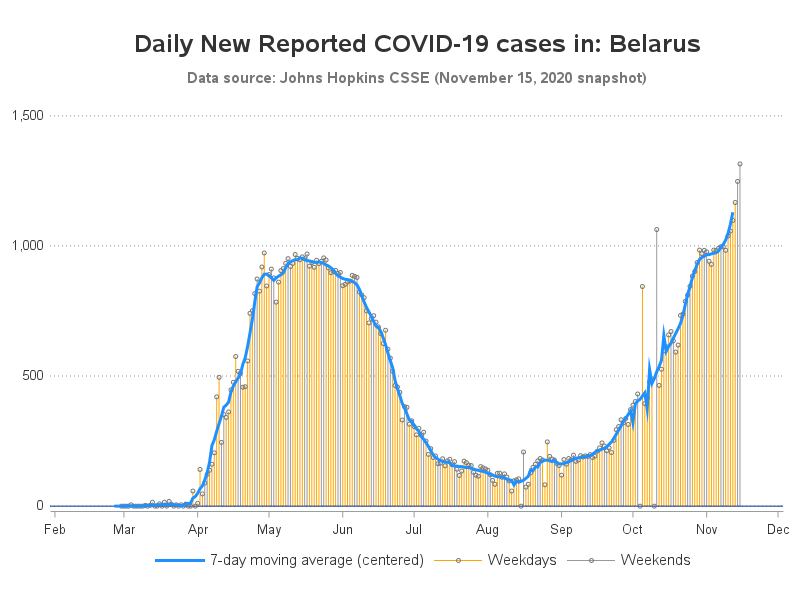 Daily New Reported COVID-19 cases in: Belarus
Data source: Johns Hopkins CSSE (November 15, 2020 snapshot)
1,500
1,000
500
0
Feb Mar Apr May Jun Jul Aug Sep Oct Nov Dec
7-day moving average (centered) Weekdays Weekends